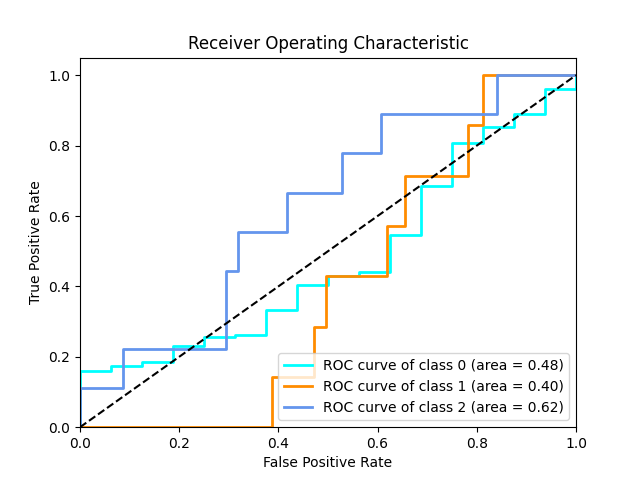 Receiver Operating Characteristic
1.0
0.8
0.6
0.4
0.2
0.0
True Positive Rate
ROC curve of class 0 (area = 0.48)
ROC curve of class 1 (area = 0.40)
ROC curve of class 2 (area = 0.62)
0.0 0.2 0.4 0.6 0.8 1.0
False Positive Rate